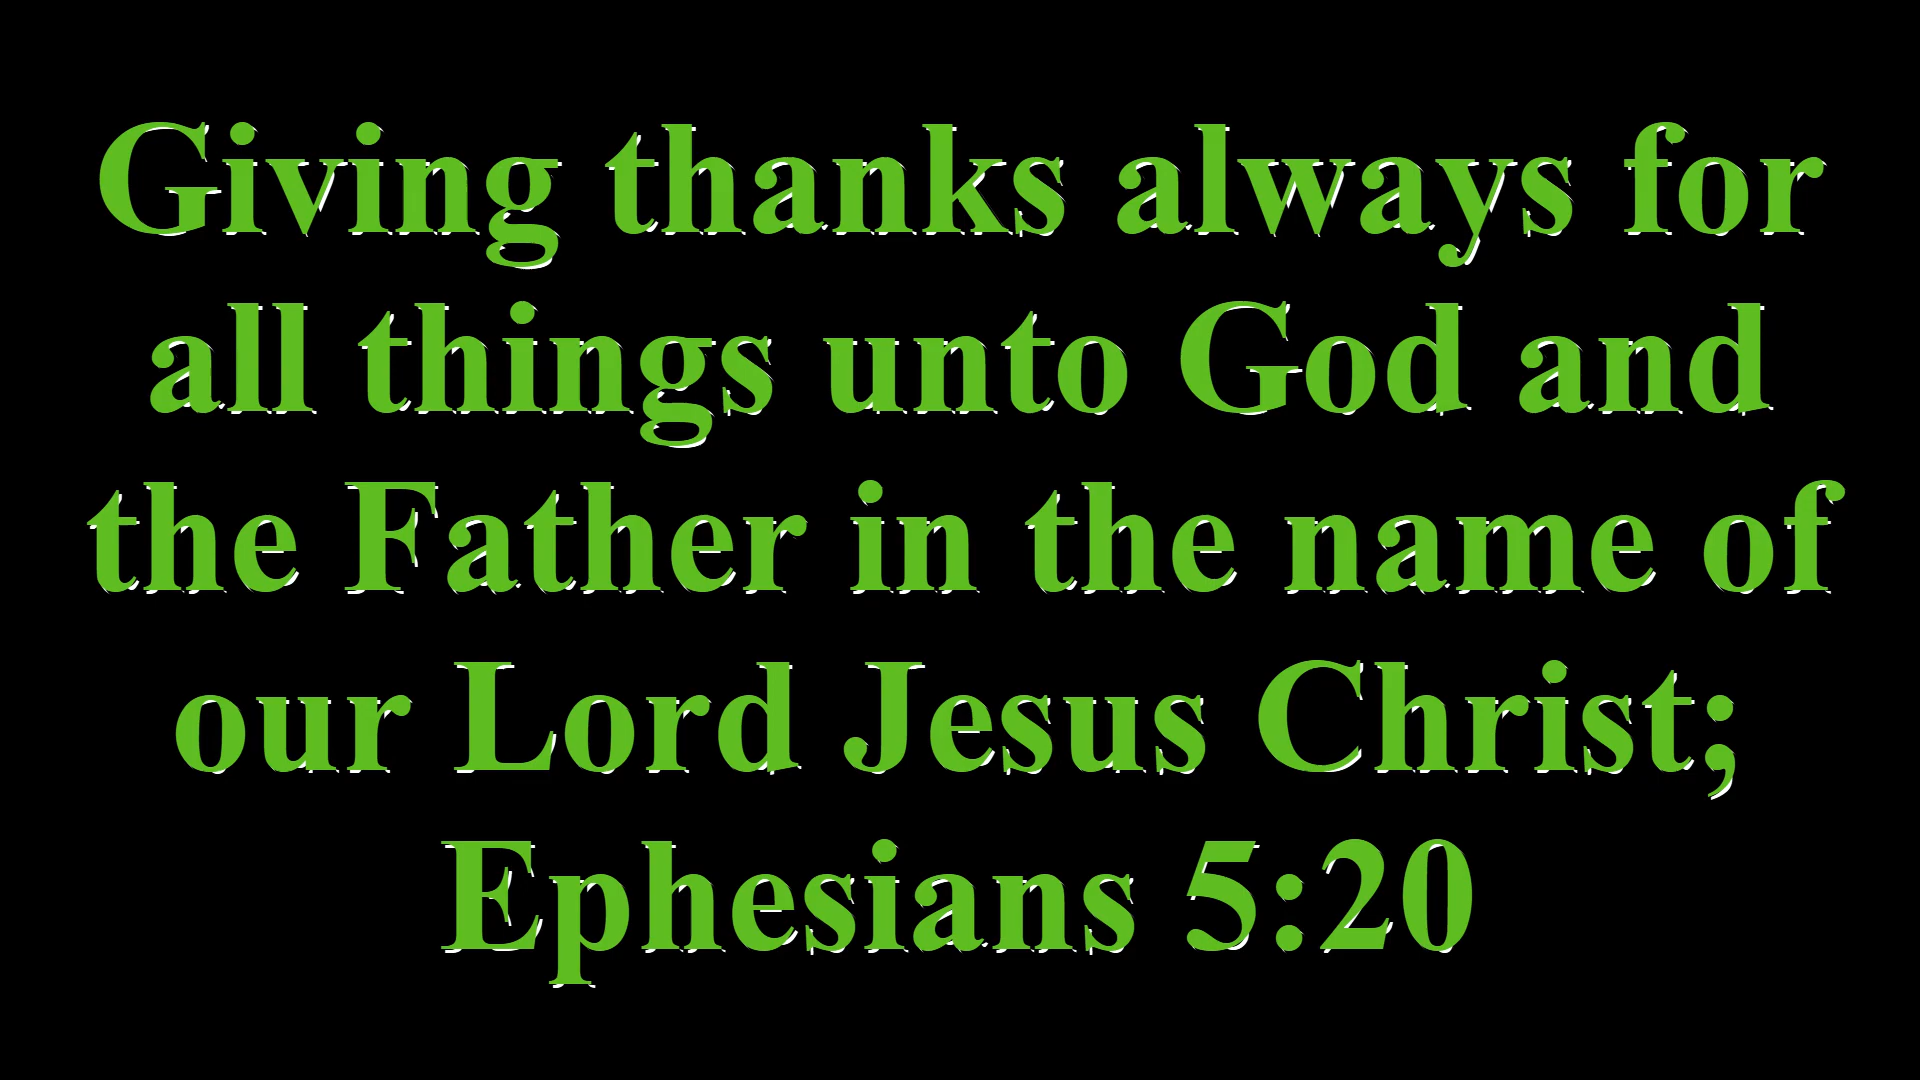 Giving thanks always for
all things unto God and
the Father in the name of
our Lord Jesus Christ;
Ephesians 5:20